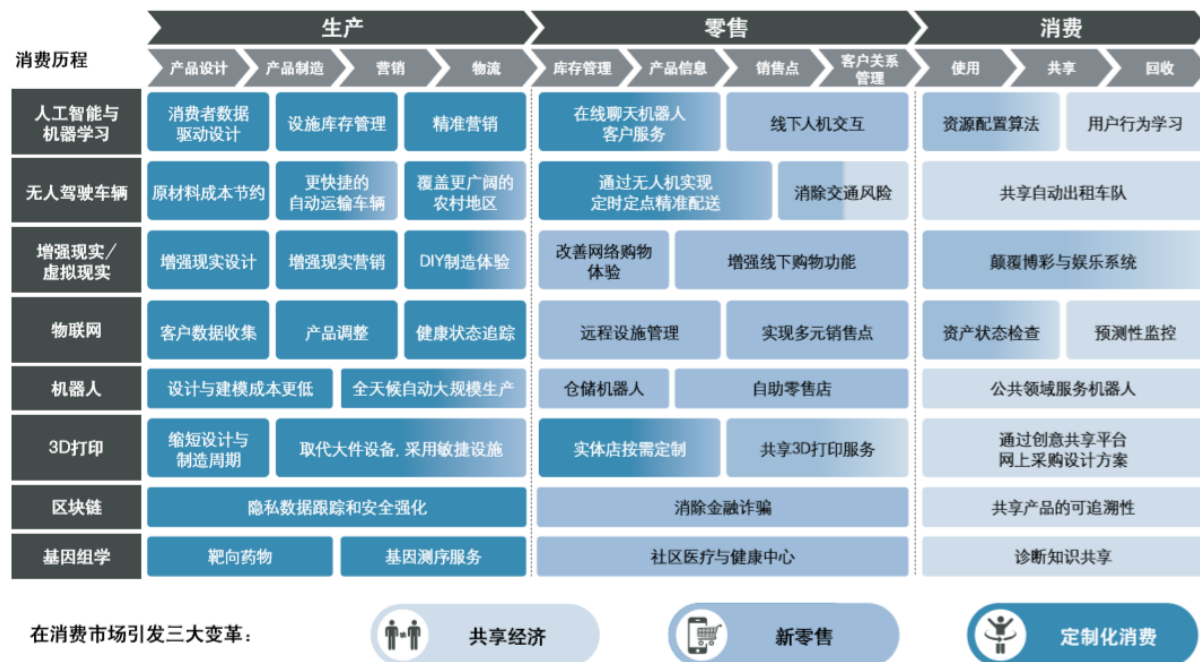 生产
零售
消费
消费历程
产品设计
产品制造
营销
物流
库存管理
产品信息
销售点
客户关系
管理
使用
共享
回收
人工智能与
机器学习
消费者数据
驱动设计
设施库存管理
精准营销
在线聊天机器人
客户服务
线下人机交互
资源配置算法
用户行为学习
无人驾驶车辆
原材料成本节约
更快捷的
自动运输车辆
覆盖更广阔的
农村地区
通过无人机实现
定时定点精准配送
消除交通风险
共享自动出租车队
增强现实/
虚拟现实
增强现实设计
增强现实营销
DIY制造体验
改善网络购物
体验
增强线下购物功能
颠覆博彩与娱乐系统
物联网
客户数据收集
产品调整
健康状态追踪
远程设施管理
实现多元销售点
资产状态检查
预测性监控
机器人
设计与建模成本更低
全天候自动大规模生产
仓储机器人
自助零售店
公共领域服务机器人
3D打印
缩短设计与
制造周期
取代大件设备, 采用敏捷设施
实体店按需定制
共享3D打印服务
通过创意共享平台
网上采购设计方案
区块链
隐私数据跟踪和安全强化
消除金融诈骗
共享产品的可追溯性
基因组学
靶向药物
基因测序服务
社区医疗与健康中心
诊断知识共享
在消费市场引发三大变革:
共享经济
新零售
定制化消费